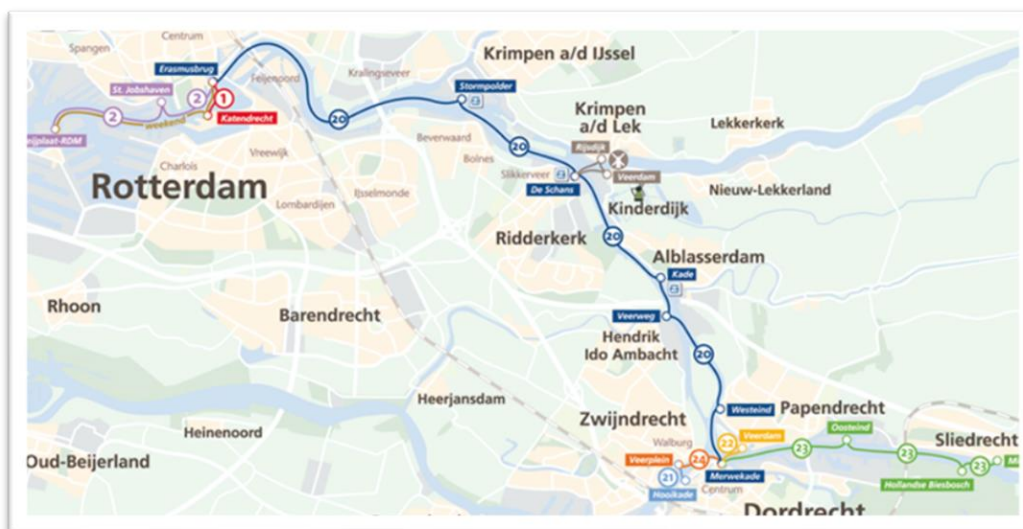 Centrum
Spangen
Krimpen a/d IJssel
Erasmusbrug
Feijenoord
Kralingseveer
St. Jobshaven
Stormpolder
2
1
2
weekend
Katendrecht
20
Krimpen
a/d Lek
Lekkerkerk
eijplaat-RDM
Charlois
Vreewijk
Beverwaard
20
Rijsdijk
Bolnes
Slikkerveer
Veerdam
De Schans
Rotterdam
Lombardijen
IJsselmonde
Nieuw-Lekkerland
Kinderdijk
Ridderkerk
20
Alblasserdam
Kade
Rhoon
Barendrecht
Veerweg
Hendrik
Ido Ambacht
20
Heerjansdam
Westeind
Papendrecht
Zwijndrecht
Heinenoord
Walburg
22
Veerdam
Oosteind
23
23
Sliedrecht
Oud-Beijerland
Veerplein
24
Merwekade
23
21
Hooikade
Centrum
Hollandse Biesbosch
Dordrecht